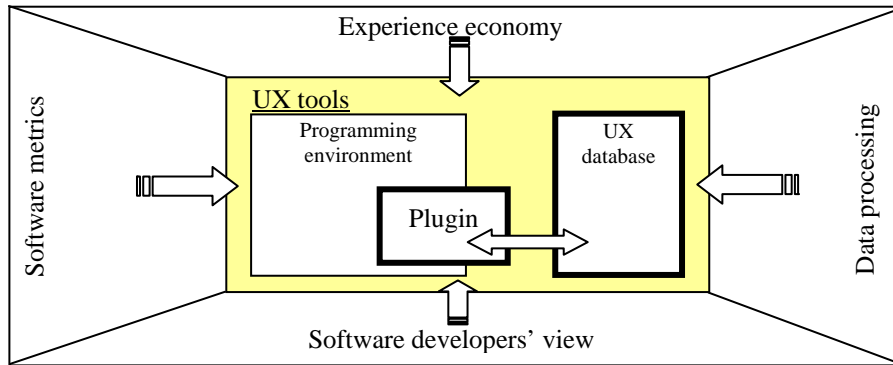 Experience economy
Software metrics
UX tools
Programming
environment
UX
database
Plugin
Data processing
Software developers’ view